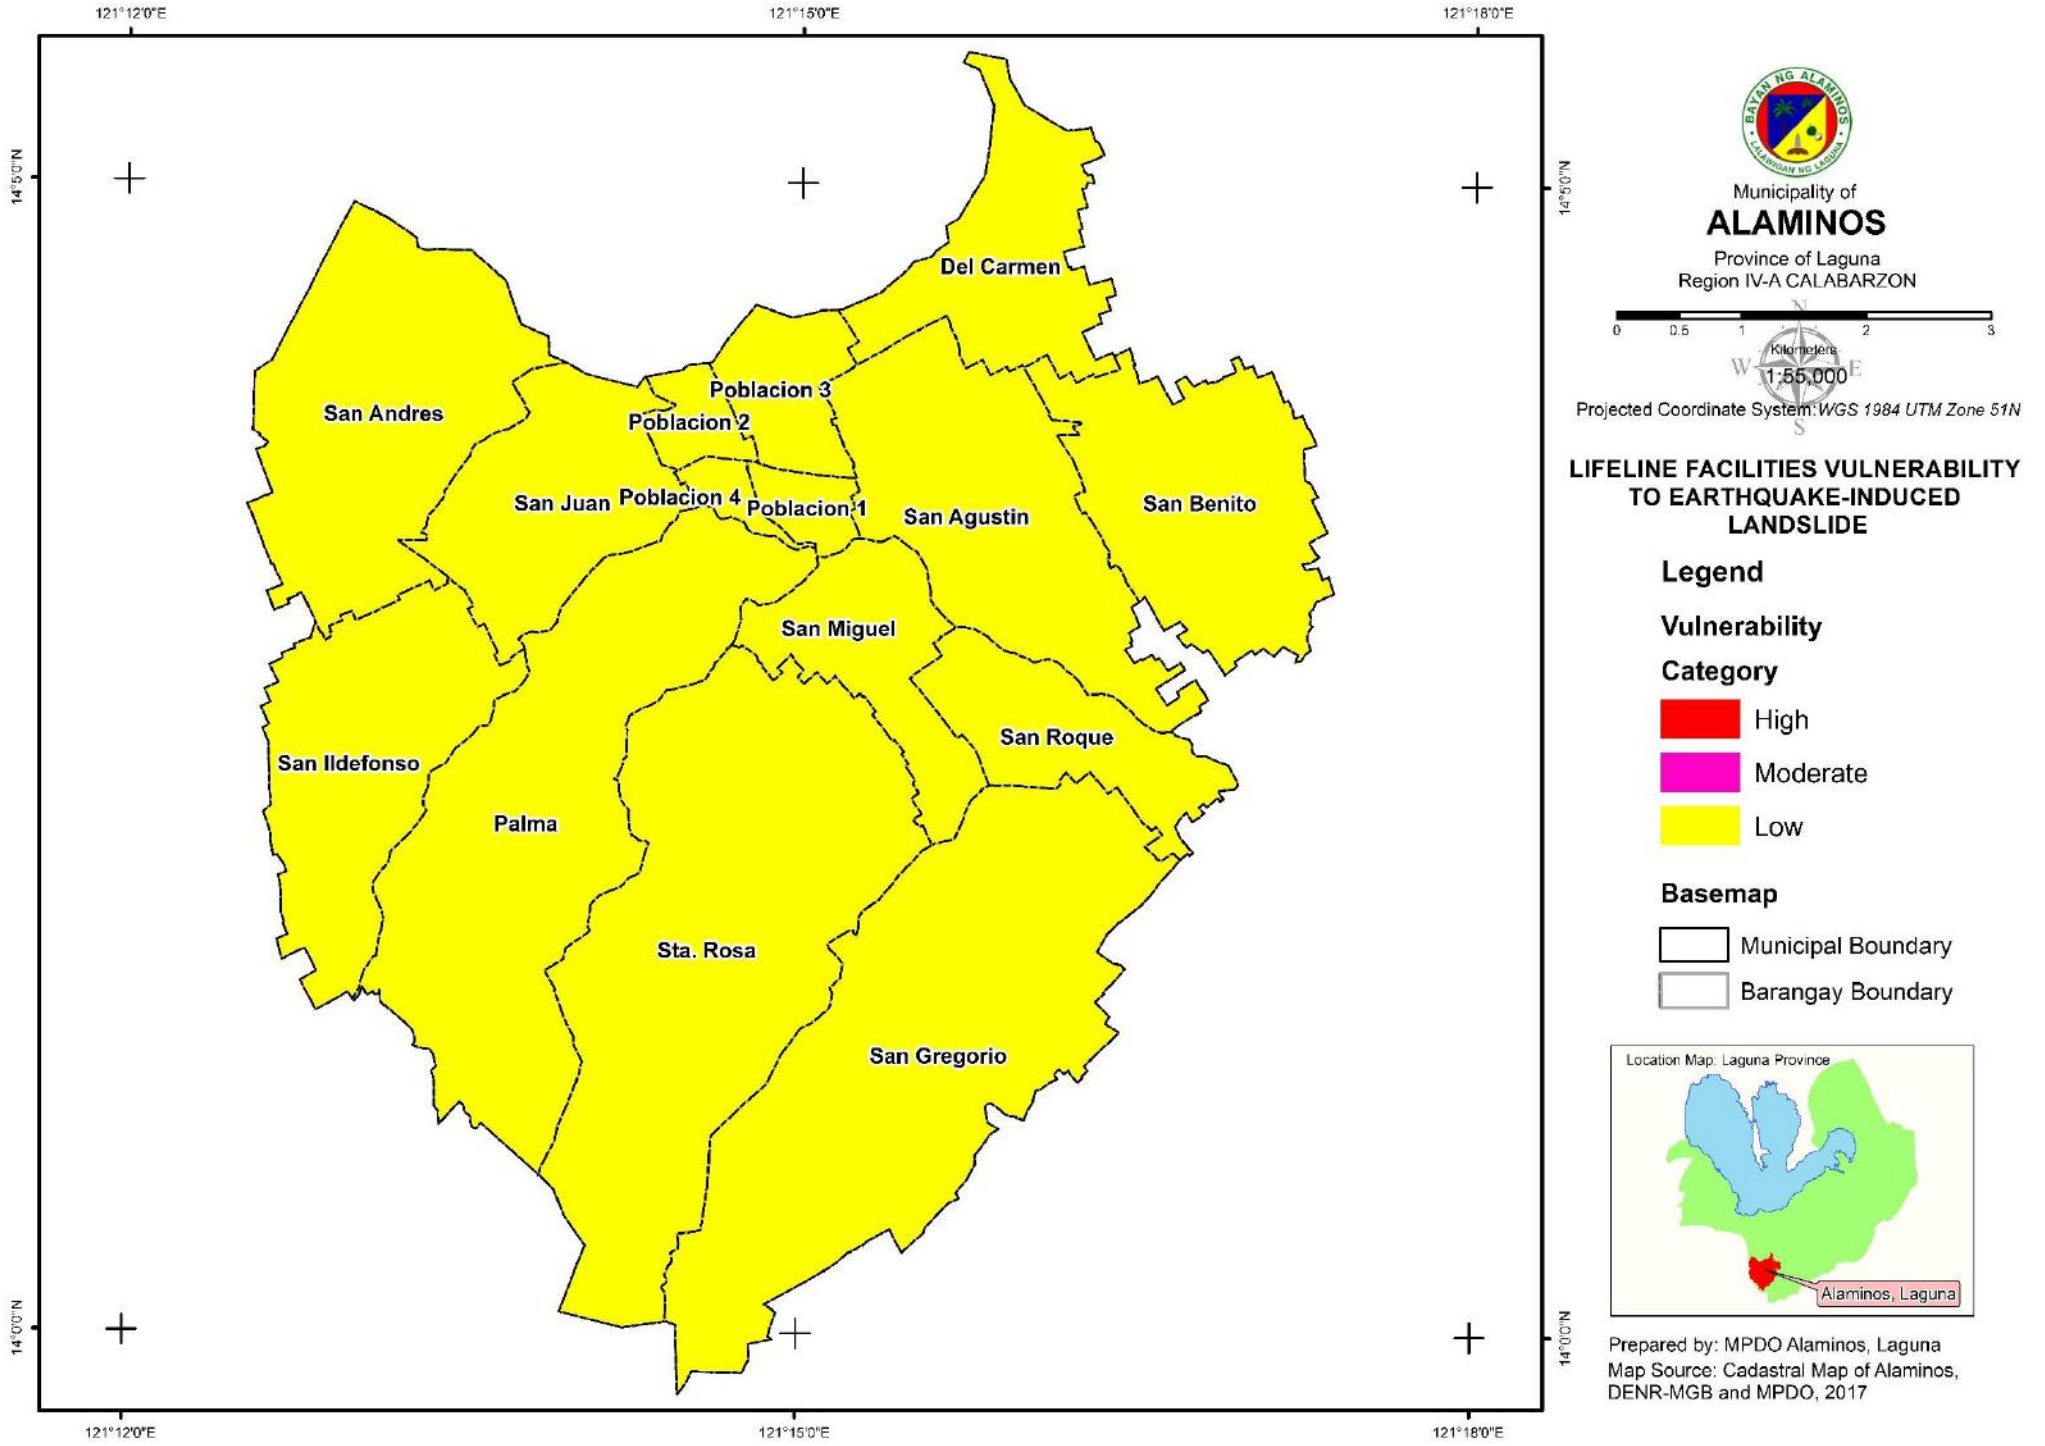 121°12'0"E
121°15'0"E
121°18'0"E
14°5'0"N
14°5'0"N
Del Carmen
Poblacion 3
San Andres
Poblacion 2
San Juan
Poblacion 4
Poblacion 1
San Agustin
San Benito
San Miguel
San Roque
San Ildefonso
Palma
Sta. Rosa
San Gregorio
14°0'0"N
14°0'0"N
121°12'0"E
121°15'0"E
121°18'0"E
BAYAN NG ALAMINOS
LALAWIGAN NG LAGUNA
Municipality of
ALAMINOS
Province of Laguna
Region IV-A CALABARZON
N
0 0.5 1 2 3
Kilometers
W E
1:55,000
Projected Coordinate System:WGS 1984 UTM Zone 51N
S
LIFELINE FACILITIES VULNERABILITY
TO EARTHQUAKE-INDUCED
LANDSLIDE
Legend
Vulnerability
Category
High
Moderate
Low
Basemap
Municipal Boundary
Barangay Boundary
Location Map: Laguna Province
Alaminos, Laguna
Prepared by: MPDO Alaminos, Laguna
Map Source: Cadastral Map of Alaminos,
DENR-MGB and MPDO, 2017